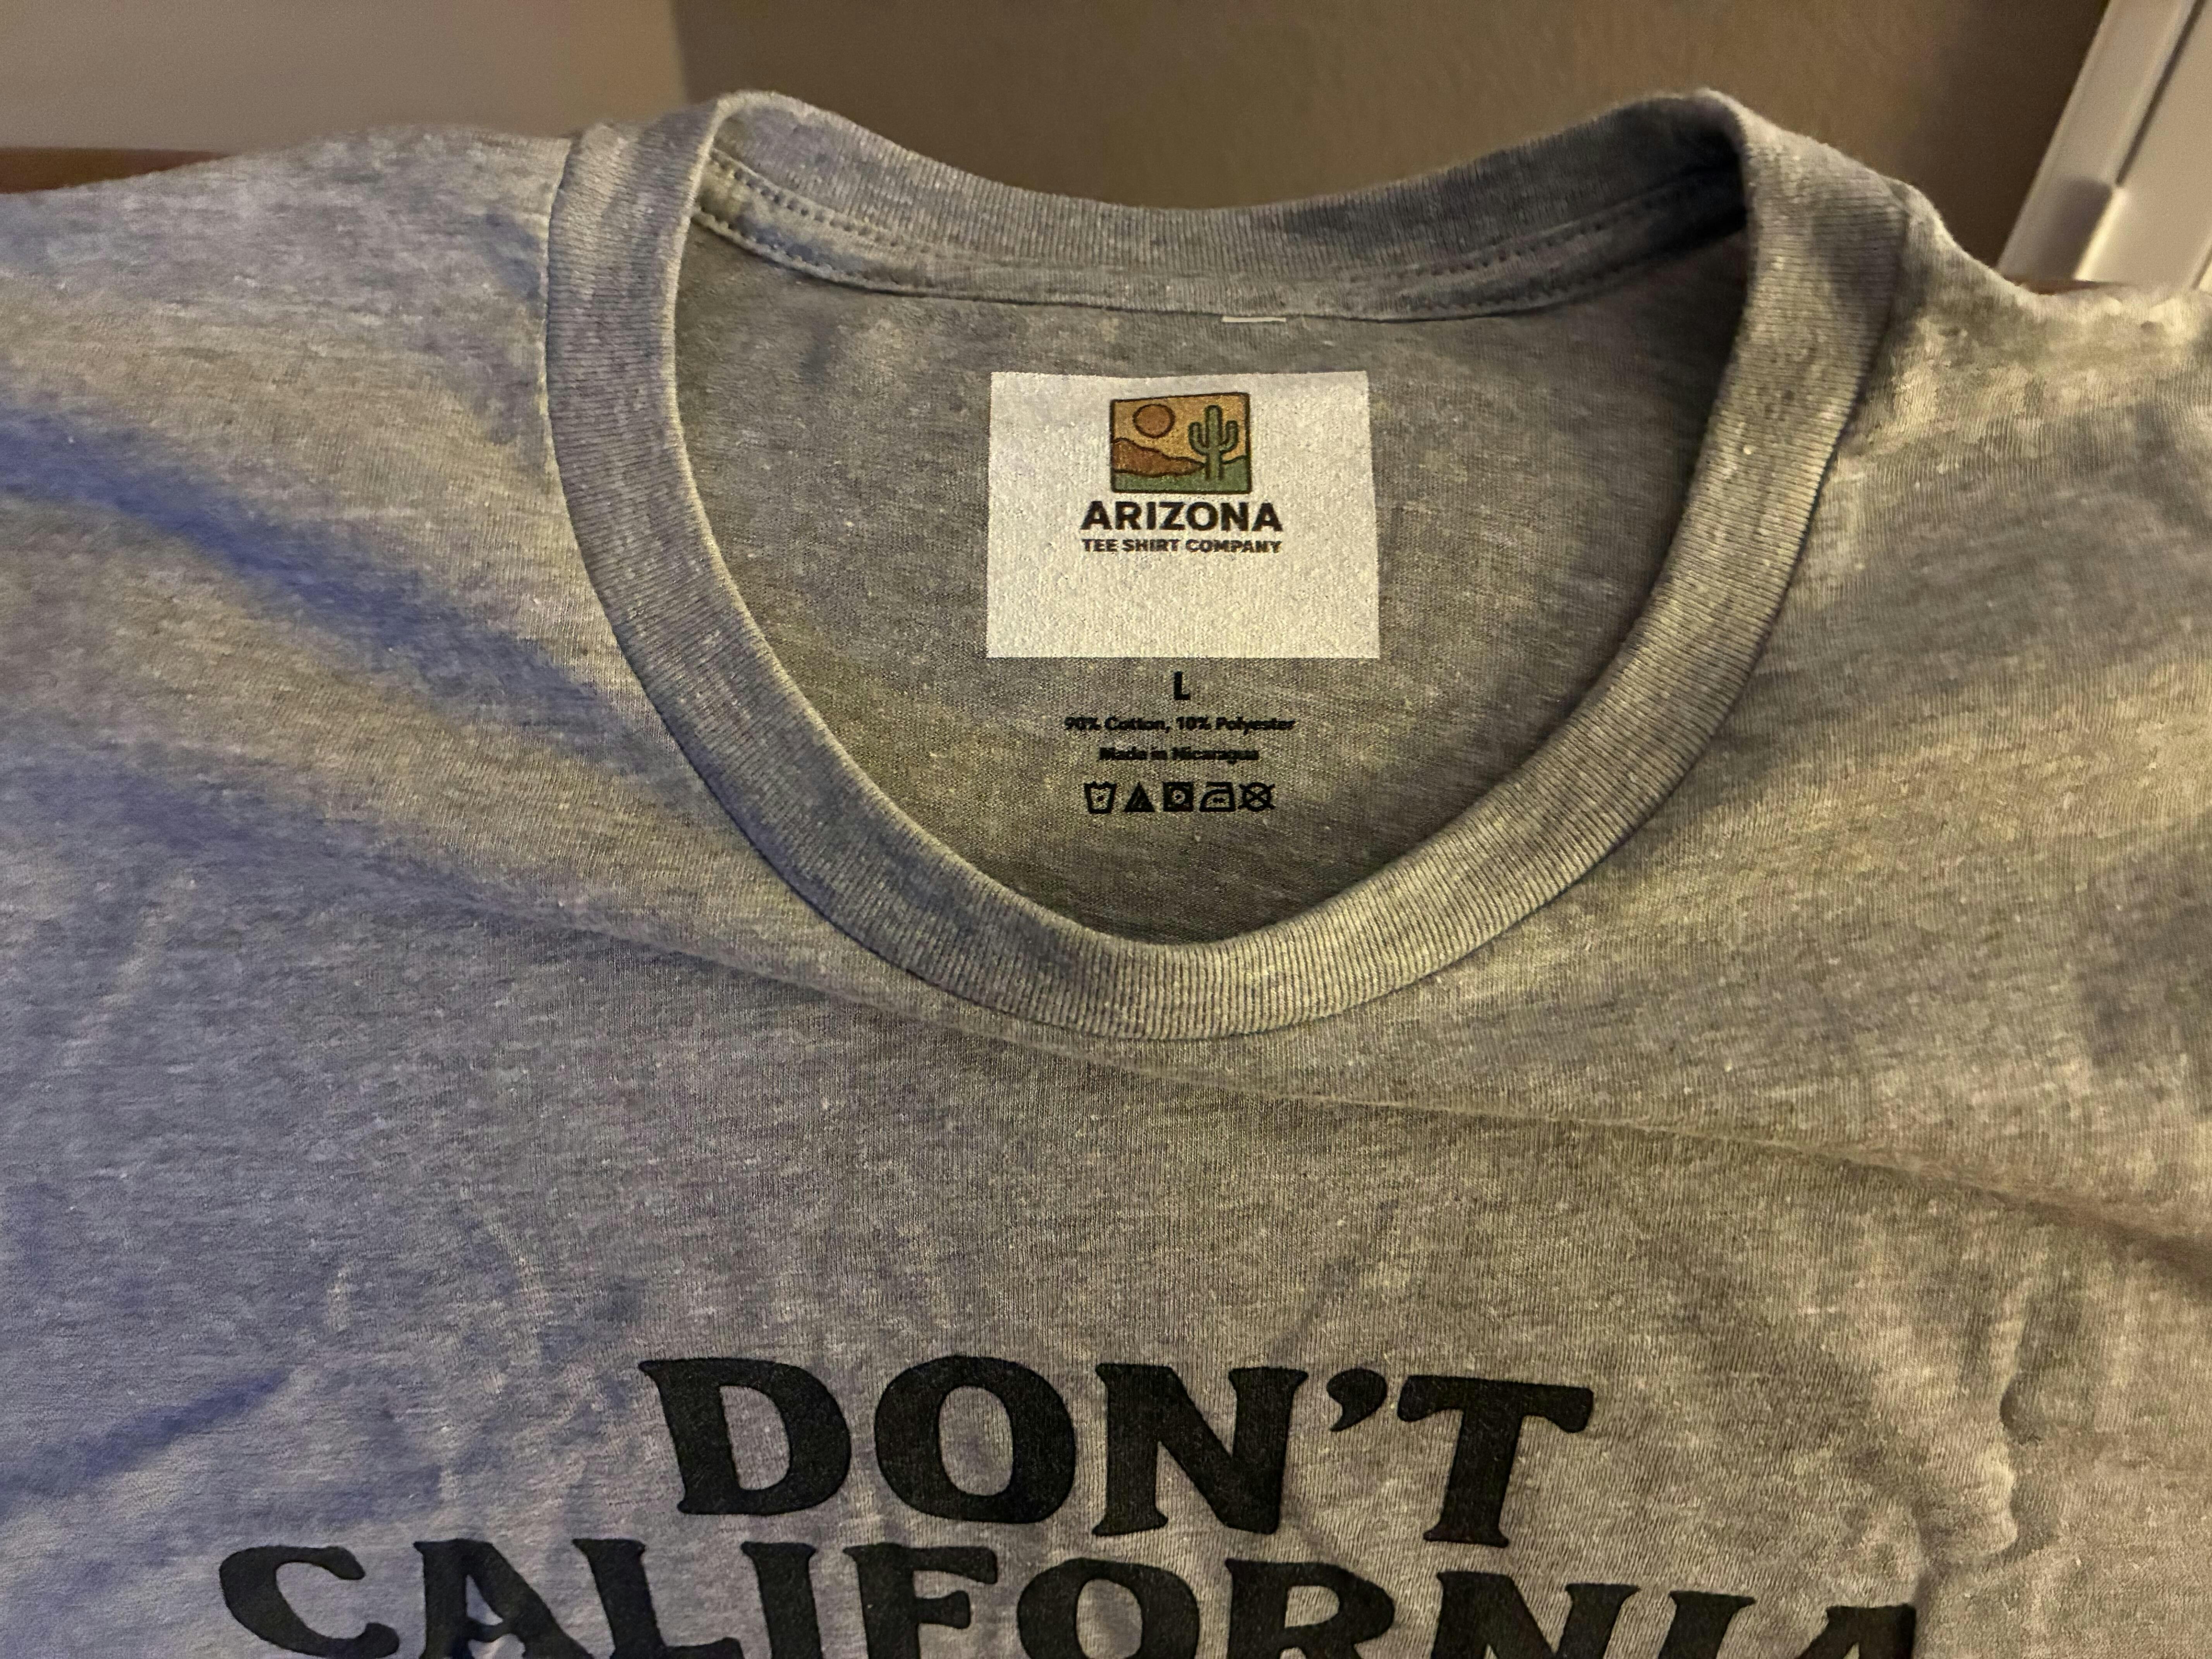 ARIZONA
TEE SHIRT COMPANY
L
90% Cotton, 10% Polyester
Made in Nicaragua
DON'T
CALIFORNIA